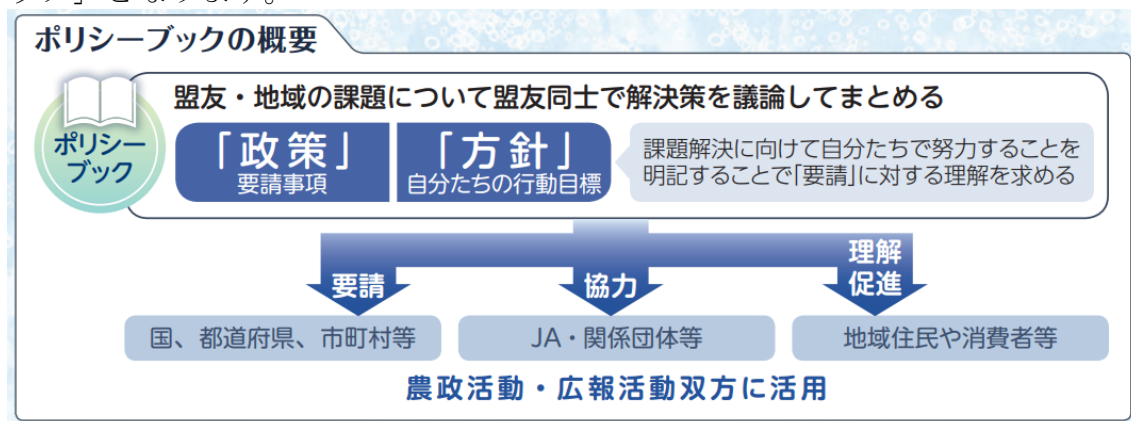 ポリシーブックの概要
ポリシー
ブック
盟友・地域の課題について盟友同士で解決策を議論してまとめる
「政策」
要請事項
「方針」
自分たちの行動目標
課題解決に向けて自分たちで努力することを
明記することで「要請」に対する理解を求める
要請
協力
理解
促進
国、都道府県、市町村等
JA・関係団体等
地域住民や消費者等
農政活動・広報活動双方に活用